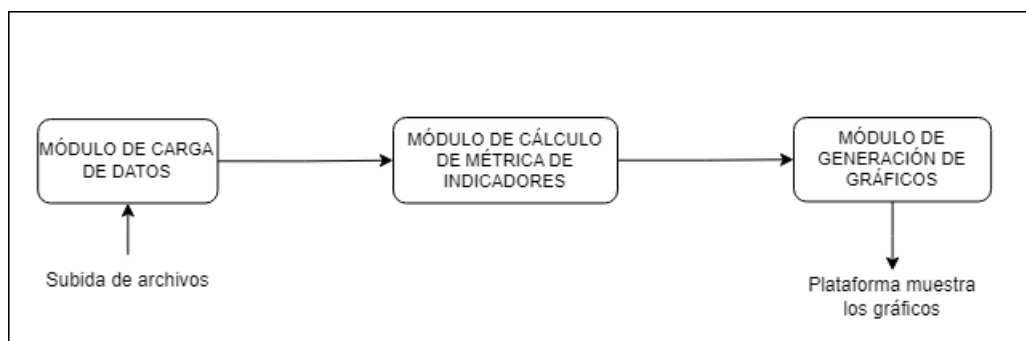 MÓDULO DE CARGA
DE DATOS
MÓDULO DE CÁLCULO
DE MÉTRICA DE
INDICADORES
MÓDULO DE
GENERACIÓN DE
GRÁFICOS
Subida de archivos
Plataforma muestra
los gráficos